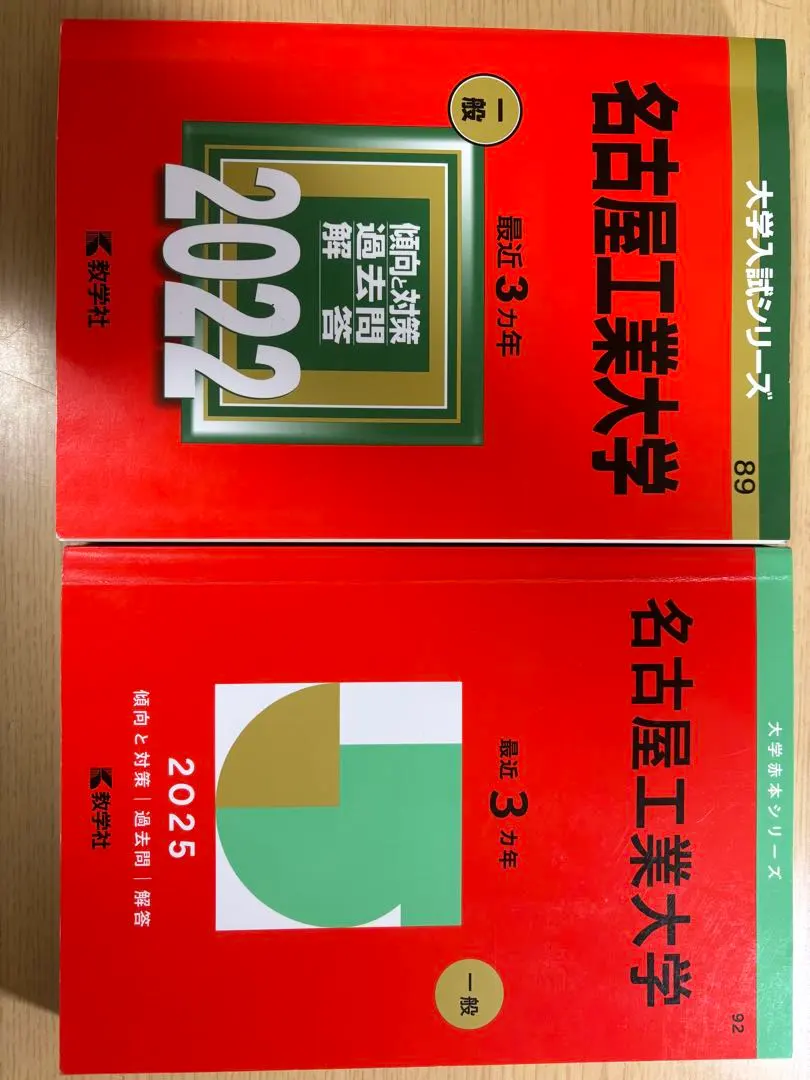 大学入試シリーズ
89
名古屋工業大学
一般
最近3カ年
傾向と対策
過去問
解答
2022
教学社
大学赤本シリーズ
92
名古屋工業大学
最近3カ年
一般
2025
傾向と対策|過去問|解答
教学社